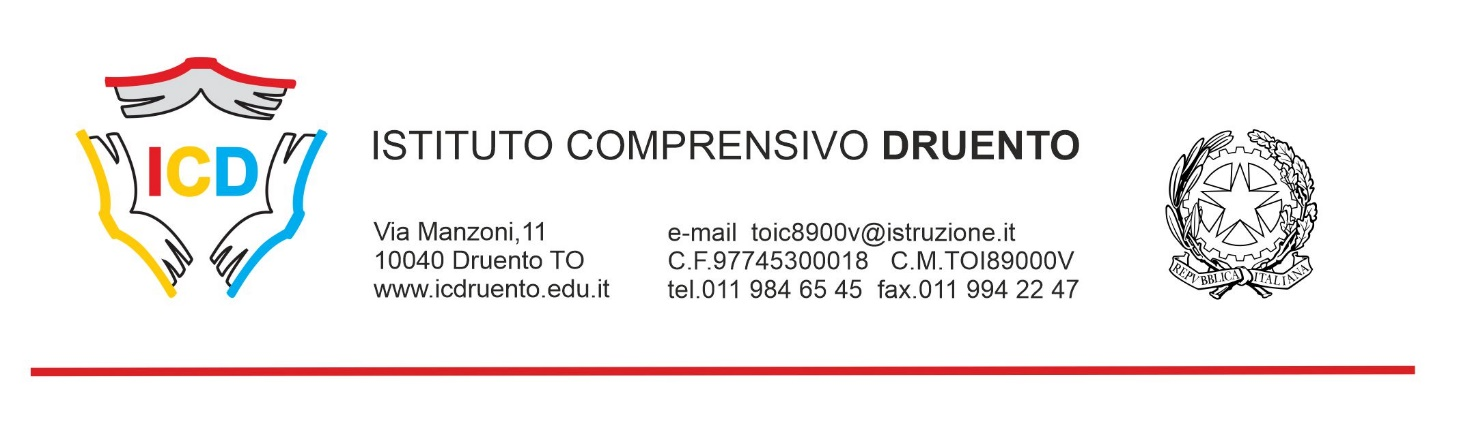 ICD
ISTITUTO COMPRENSIVO DRUENTO
Via Manzoni,11
10040 Druento TO
www.icdruento.edu.it
e-mail toic8900v@istruzione.it
C.F.97745300018 C.M.TOI89000V
tel.011 984 65 45 fax.011 994 22 47
REPVBBLICA ITALIANA